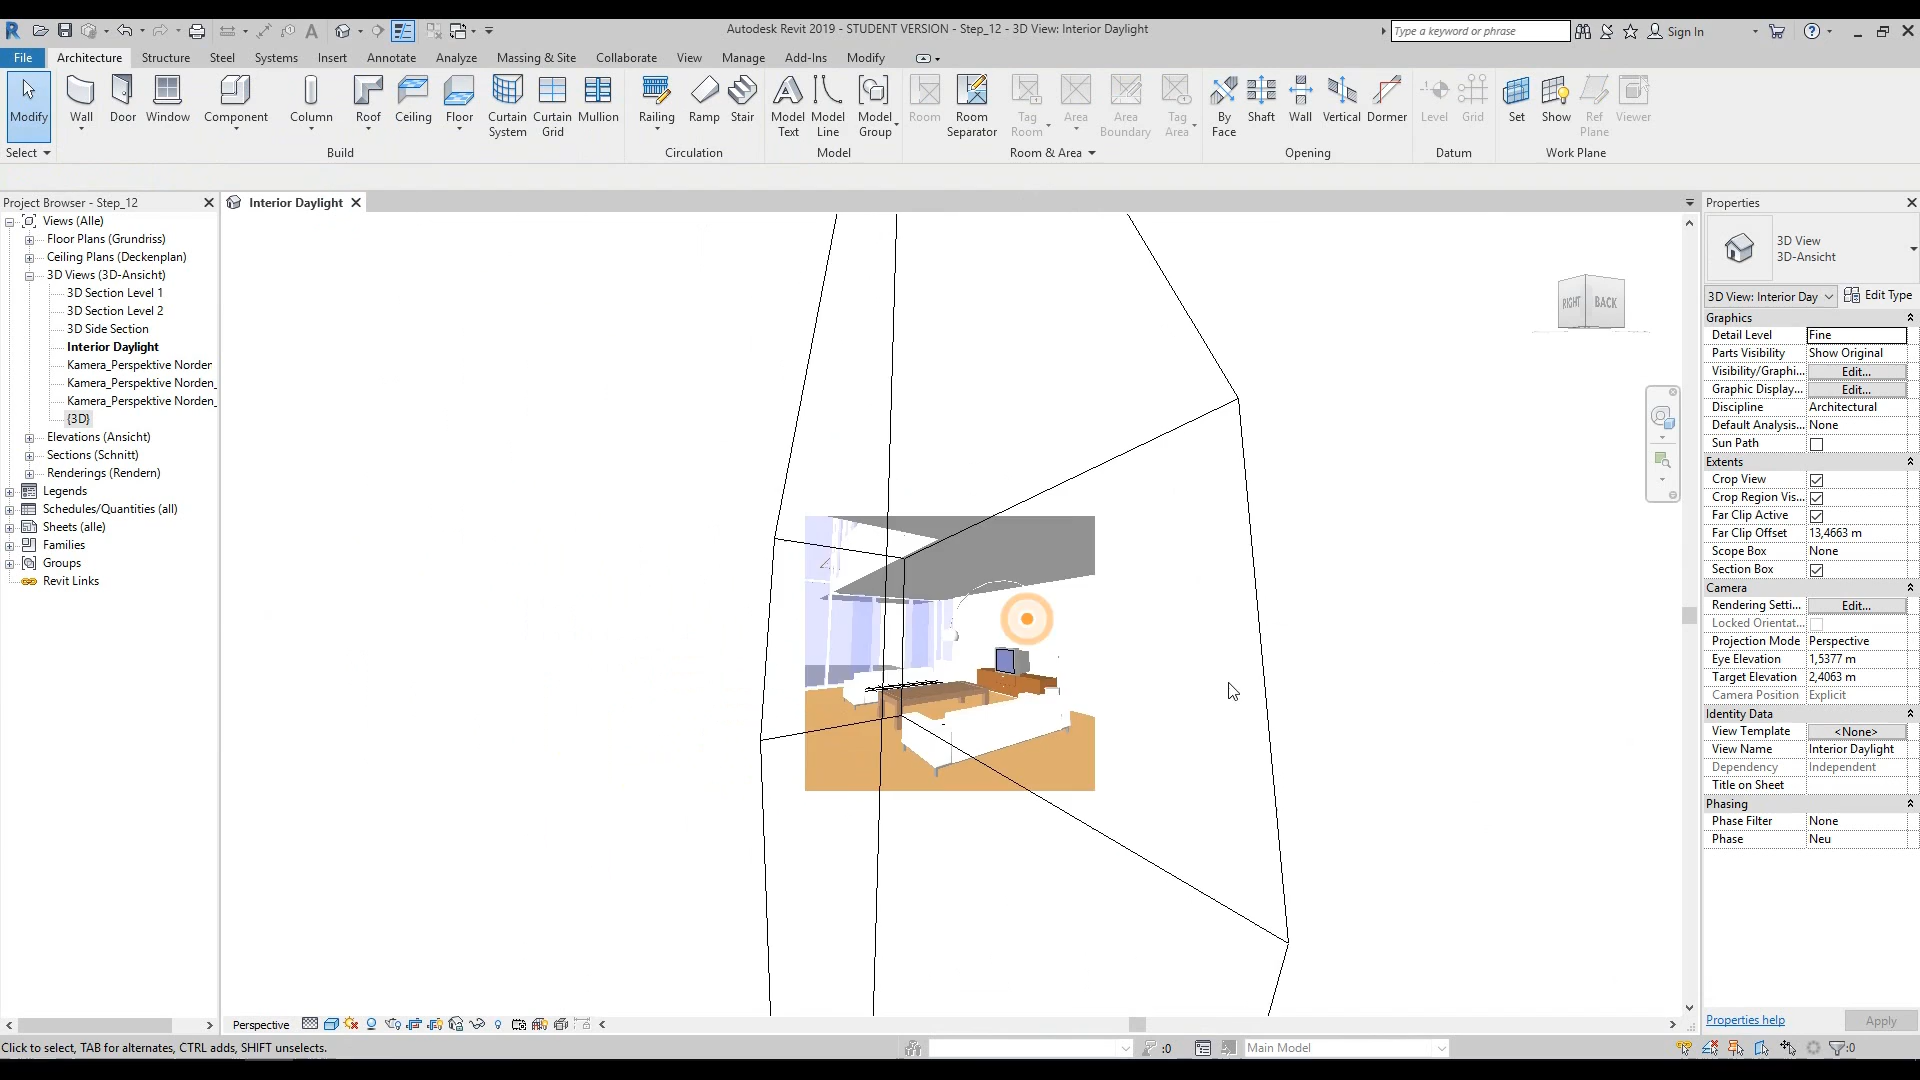 Autodesk Revit 2019 - STUDENT VERSION - Step_12 - 3D View: Interior Daylight
Type a keyword or phrase
Sign In
File
Architecture
Structure
Steel
Systems
Insert
Annotate
Analyze
Massing & Site
Collaborate
View
Manage
Add-Ins
Modify
Modify
Wall
Door
Window
Component
Column
Roof
Ceiling
Floor
Curtain System
Curtain Grid
Mullion
Railing
Ramp
Stair
Model Text
Model Line
Model Group
Room
Room Separator
Tag Room
Area
Area Boundary
Tag Area
By Face
Shaft
Wall
Vertical
Dormer
Level
Grid
Set
Show
Ref Plane
Viewer
Select
Build
Circulation
Model
Room & Area
Opening
Datum
Work Plane
Project Browser - Step_12
Views (Alle)
Floor Plans (Grundriss)
Ceiling Plans (Deckenplan)
3D Views (3D-Ansicht)
3D Section Level 1
3D Section Level 2
3D Side Section
Interior Daylight
Kamera_Perspektive Norden
Kamera_Perspektive Norden_
Kamera_Perspektive Norden_
{3D}
Elevations (Ansicht)
Sections (Schnitt)
Renderings (Rendern)
Legends
Schedules/Quantities (all)
Sheets (alle)
Families
Groups
Revit Links
Interior Daylight
RIGHT
BACK
Properties
3D View
3D-Ansicht
3D View: Interior Day
Edit Type
Graphics
Detail Level Fine
Parts Visibility Show Original
Visibility/Graphi... Edit...
Graphic Display... Edit...
Discipline Architectural
Default Analysis... None
Sun Path
Extents
Crop View
Crop Region Vis...
Far Clip Active
Far Clip Offset 13,4663 m
Scope Box None
Section Box
Camera
Rendering Setti... Edit...
Locked Orientat...
Projection Mode Perspective
Eye Elevation 1,5377 m
Target Elevation 2,4063 m
Camera Position Explicit
Identity Data
View Template <None>
View Name Interior Daylight
Dependency Independent
Title on Sheet
Phasing
Phase Filter None
Phase Neu
Properties help
Apply
Perspective
Click to select, TAB for alternates, CTRL adds, SHIFT unselects.
:0
Main Model
:0